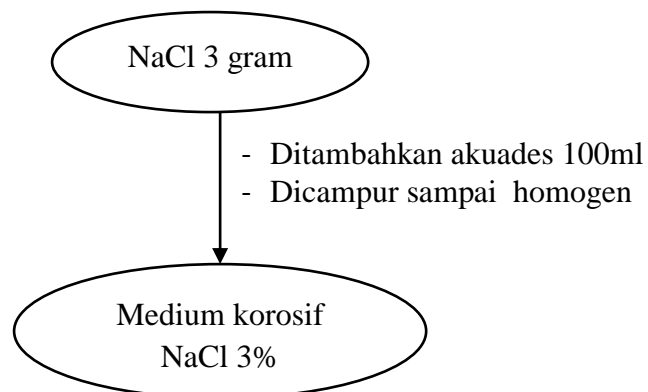 NaCl 3 gram
- Ditambahkan akuades 100ml
- Dicampur sampai homogen
Medium korosif
NaCl 3%